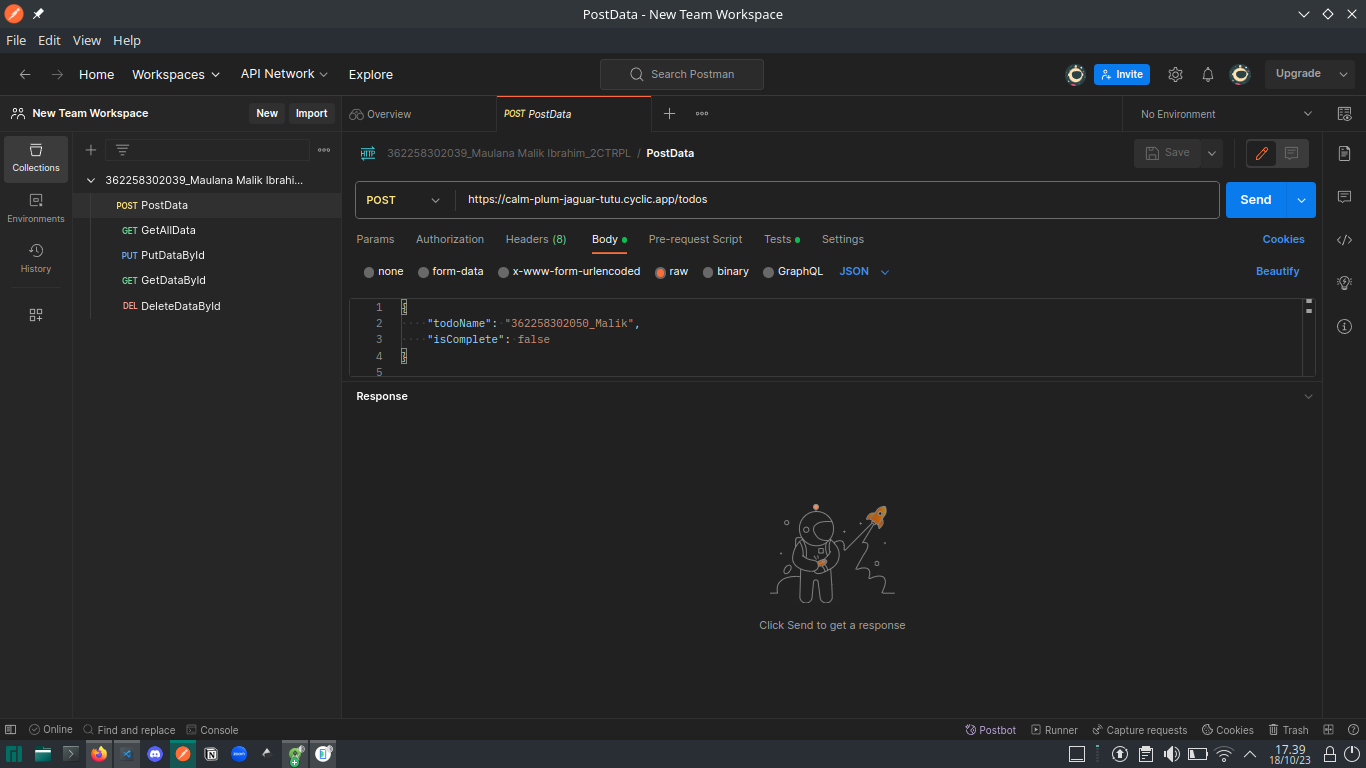 PostData - New Team Workspace
File Edit View Help
Home Workspaces API Network Explore Search Postman Invite Upgrade
New Team Workspace New Import Overview POST PostData No Environment
Collections
Environments
History
362258302039_Maulana Malik Ibrahi...
POST PostData
GET GetAllData
PUT PutDataById
GET GetDataById
DEL DeleteDataById
HTTP 362258302039_Maulana Malik Ibrahim_2CTRPL / PostData Save
POST https://calm-plum-jaguar-tutu.cyclic.app/todos Send
Params Authorization Headers (8) Body Pre-request Script Tests Settings Cookies
none form-data x-www-form-urlencoded raw binary GraphQL JSON Beautify
1 {
2 "todoName": "362258302050_Malik",
3 "isComplete": false
4 }
5
Response
Click Send to get a response
Online Find and replace Console Postbot Runner Capture requests Cookies Trash
zoom
17.39
18/10/23